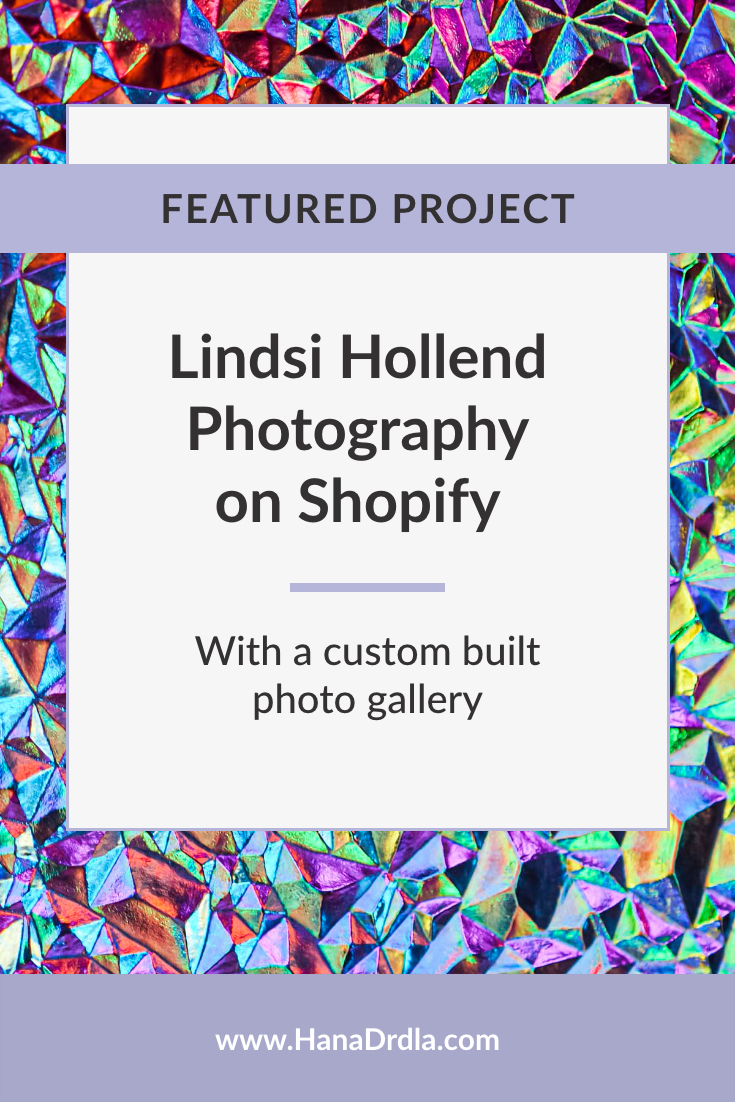 FEATURED PROJECT
Lindsi Hollend
Photography
on Shopify
With a custom built
photo gallery
www.HanaDrdla.com